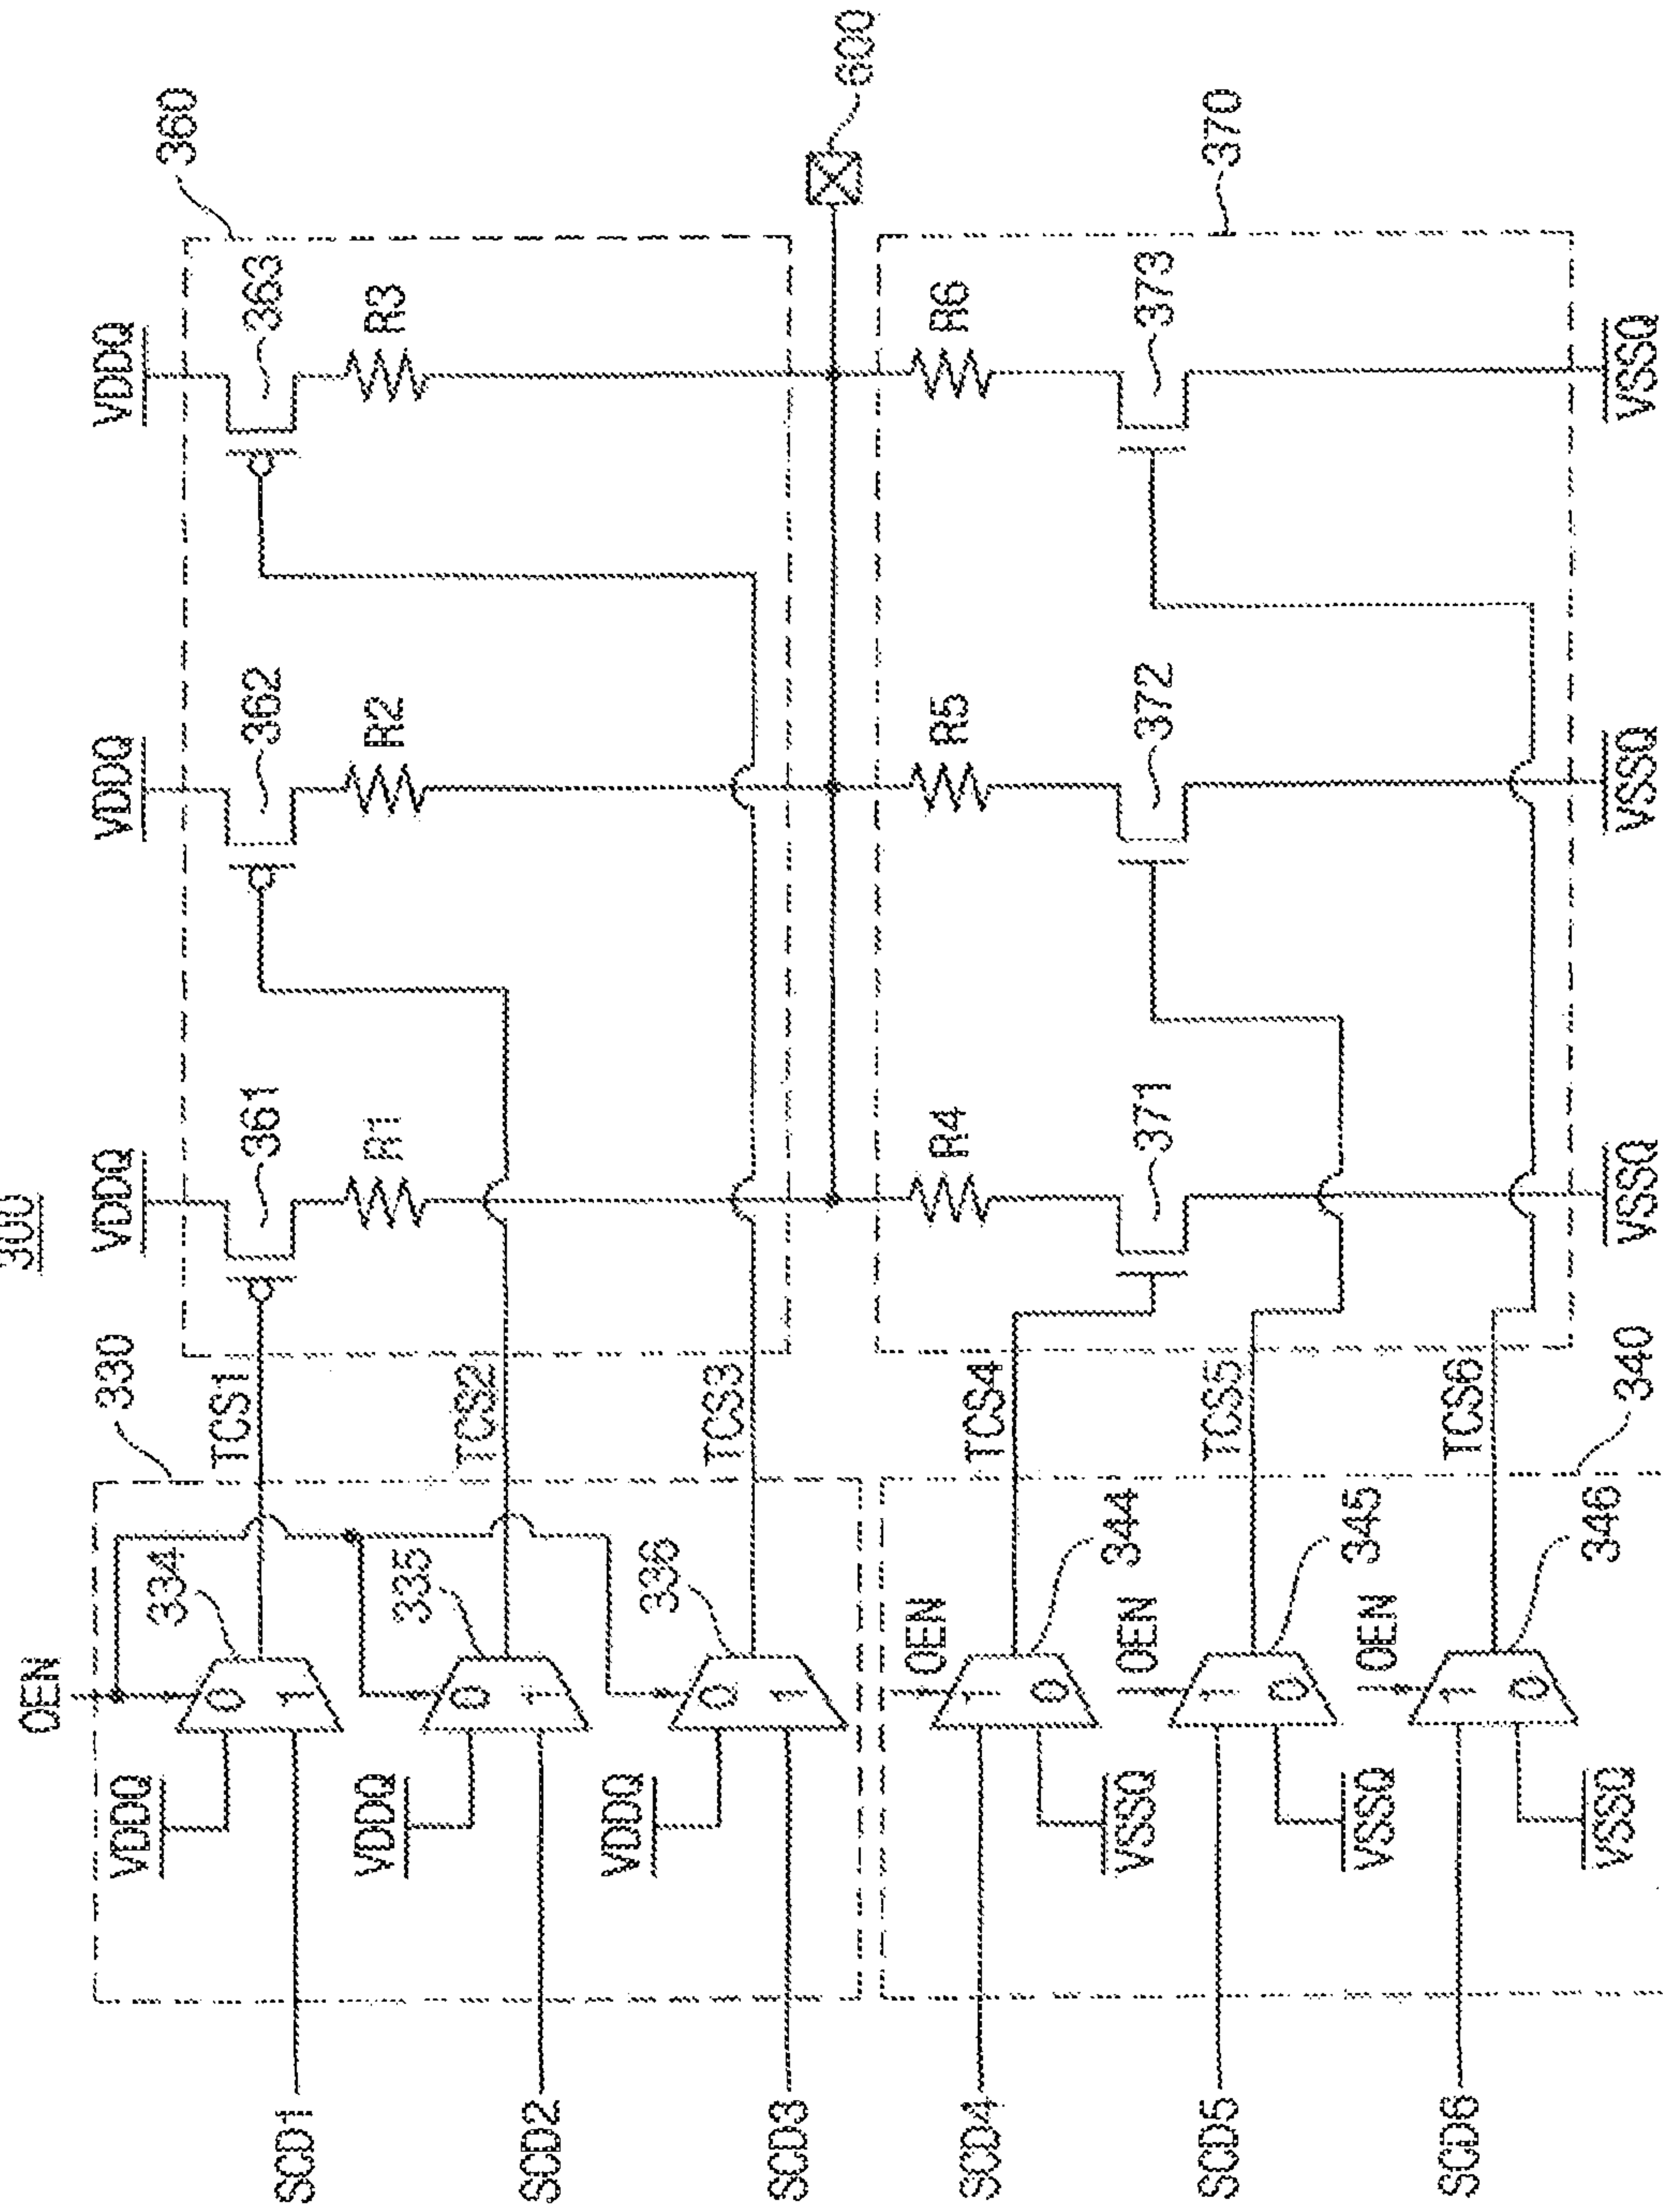 300
OEN
VDDQ
VDDQ
VDDQ
330
360
334
TCS1
361
362
363
VDDQ
0
1
R1
R2
R3
SCD1
335
TCS2
VDDQ
0
1
SCD2
336
TCS3
VDDQ
0
1
SCD3
600
OEN
TCS4
R4
R5
R6
1
0
344
SCD4
VSSQ
371
372
373
370
OEN
TCS5
1
0
345
SCD5
VSSQ
OEN
TCS6
1
0
346
SCD6
VSSQ
340
VSSQ
VSSQ
VSSQ